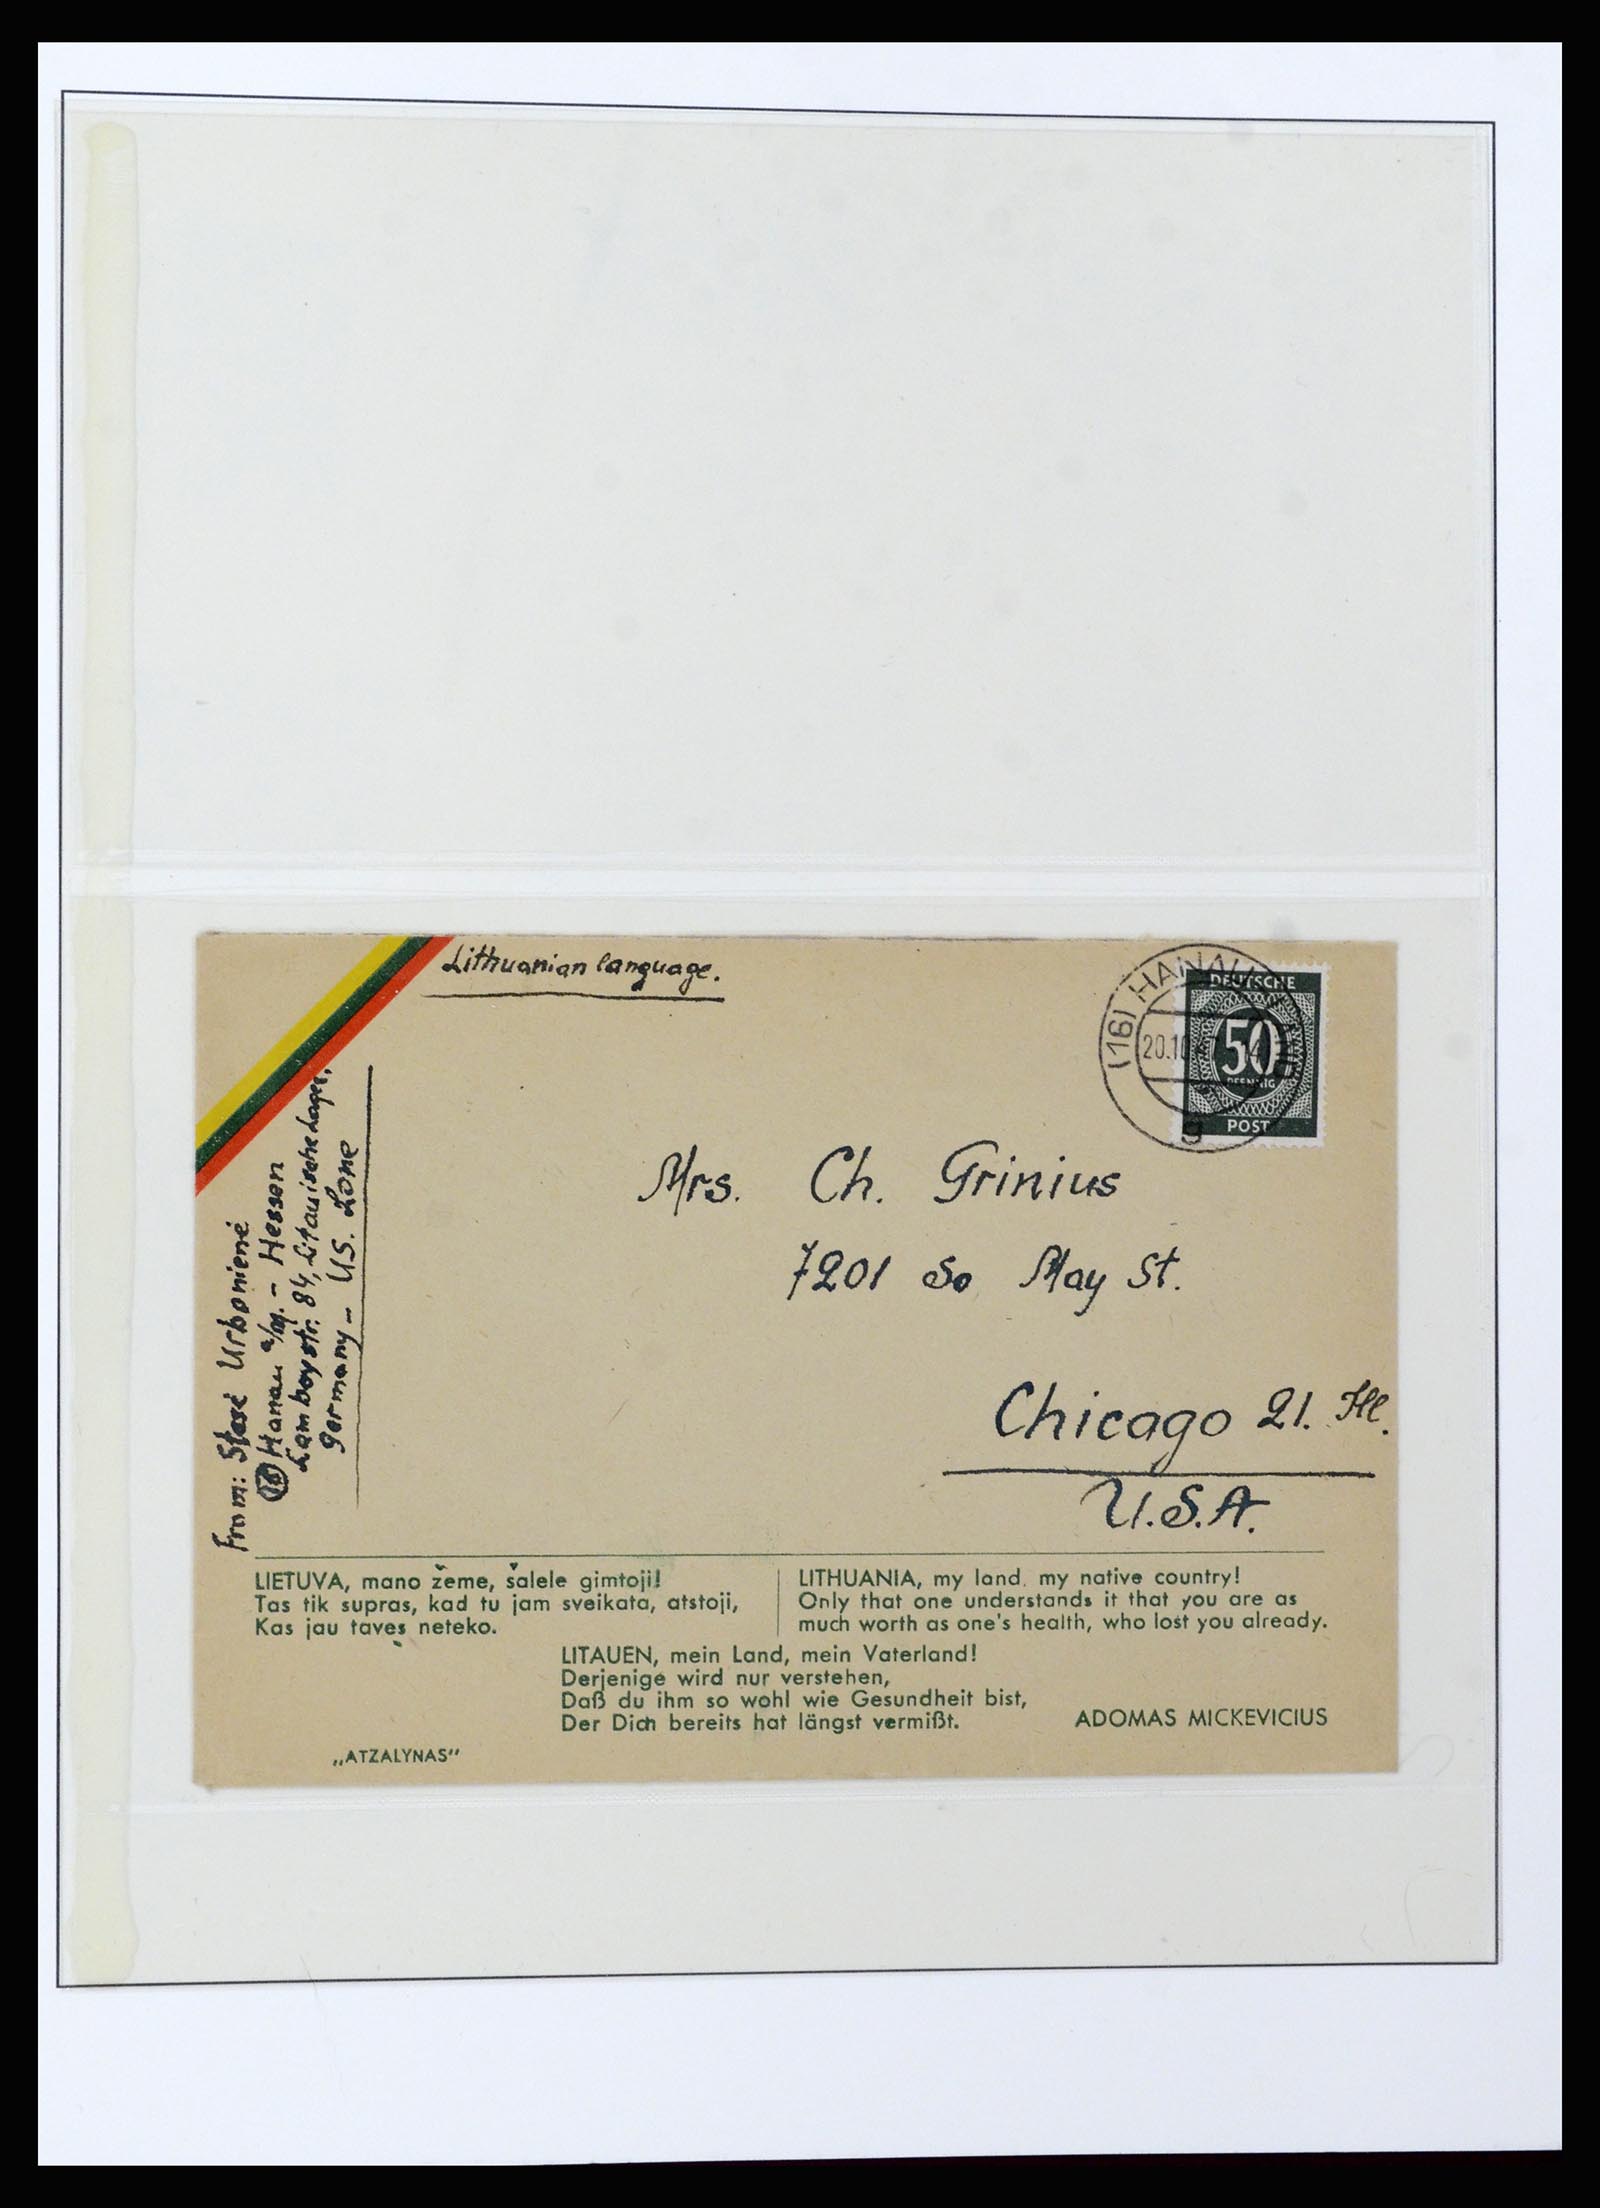 Lithuanian language.
(16) HANAU
20.10
g
DEUTSCHE
50
PFENNIG
POST
From: Stasė Urbonienė
(16) Hanau a/M. - Hessen
Lamboystr. 84, Litauische Lager,
Germany - US. Zone
Mrs. Ch. Grinius
7201 So May St.
Chicago 21. Ill.
U.S.A.
LIETUVA, mano žeme, šalele gimtoji!
Tas tik supras, kad tu jam sveikata, atstoji,
Kas jau tavęs neteko.
LITHUANIA, my land, my native country!
Only that one understands it that you are as
much worth as one's health, who lost you already.
LITAUEN, mein Land, mein Vaterland!
Derjenige wird nur verstehen,
Daß du ihm so wohl wie Gesundheit bist,
Der Dich bereits hat längst vermißt.
ADOMAS MICKEVICIUS
„ATZALYNAS"